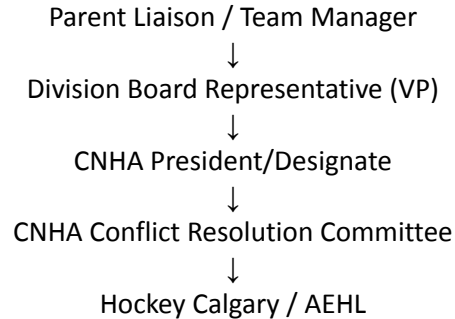 Parent Liaison / Team Manager
↓
Division Board Representative (VP)
↓
CNHA President/Designate
↓
CNHA Conflict Resolution Committee
↓
Hockey Calgary / AEHL